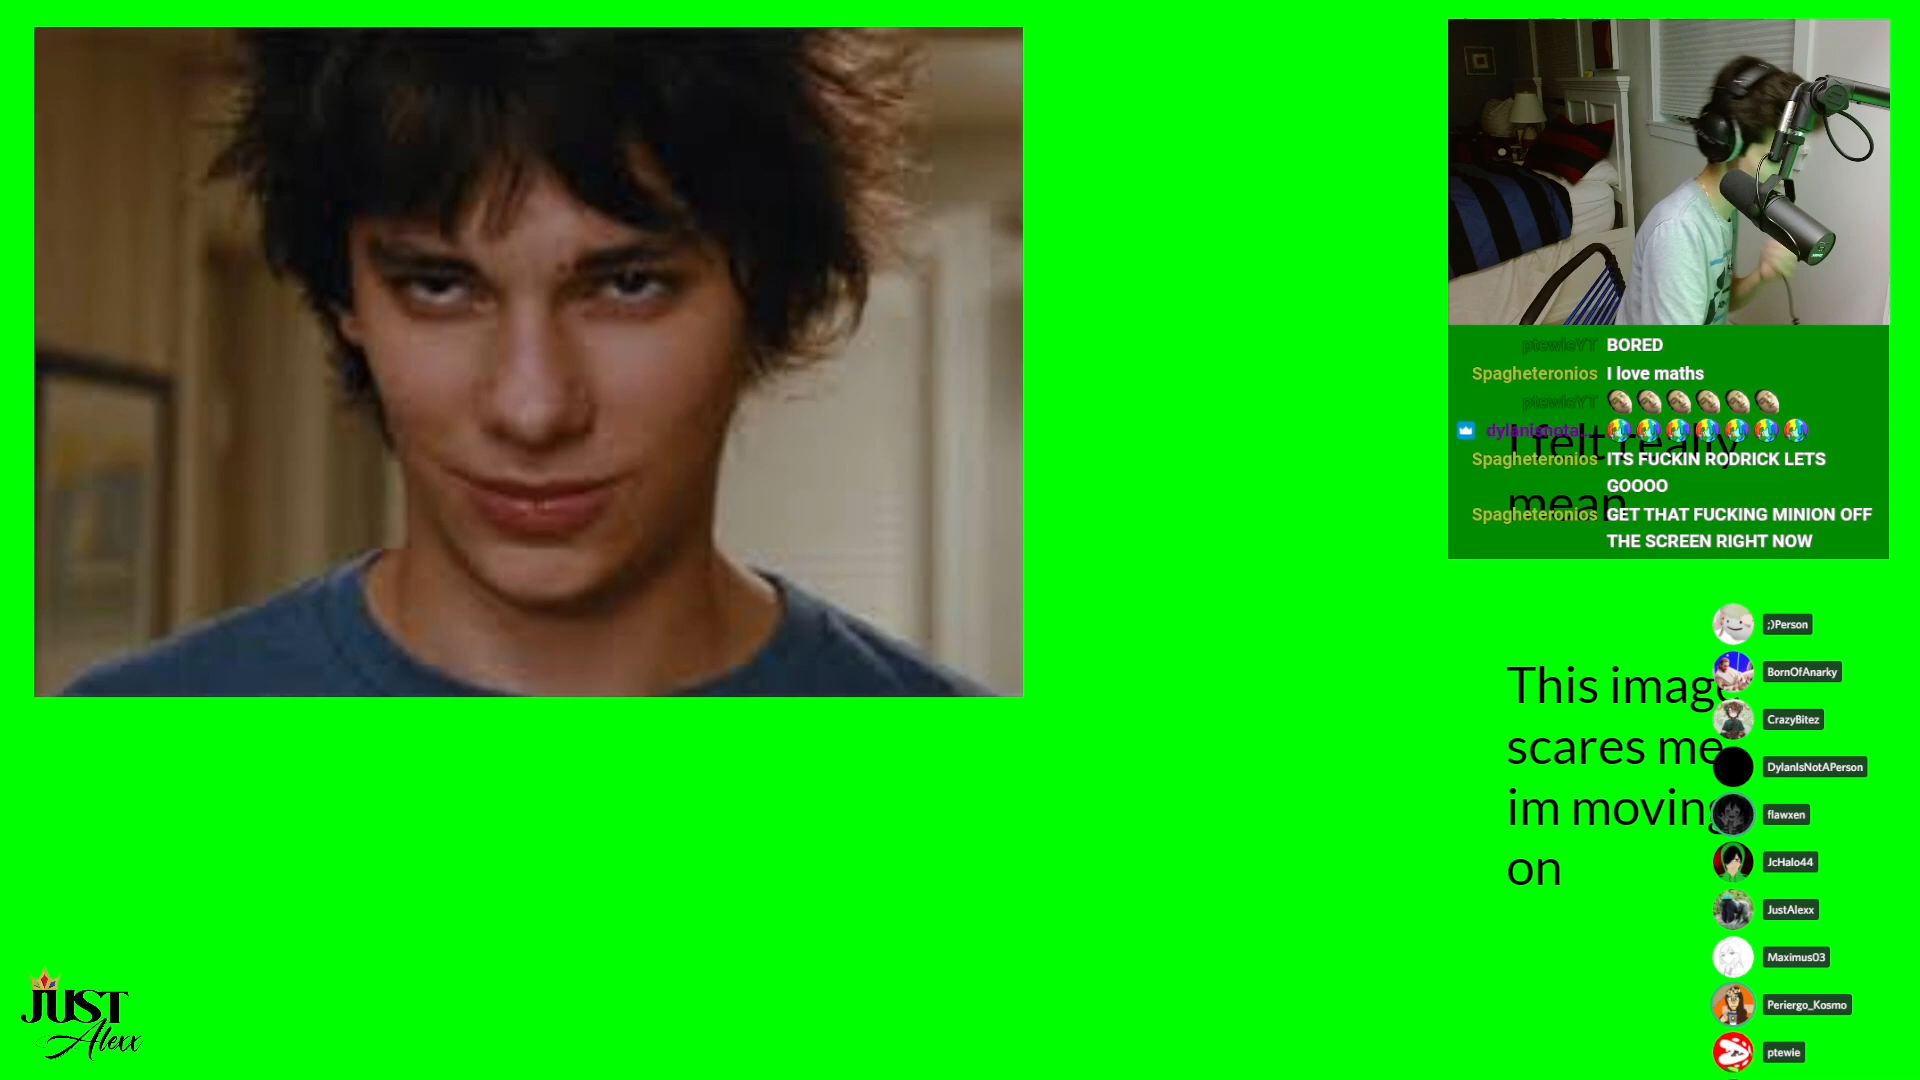 ptewieYT BORED
Spagheteronios I love maths
ptewieYT
dylanisnota...
I felt really
mean
Spagheteronios ITS FUCKIN RODRICK LETS
GOOOO
Spagheteronios GET THAT FUCKING MINION OFF
THE SCREEN RIGHT NOW
This image
scares me
im moving
on
;)Person
BornOfAnarky
CrazyBitez
DylanIsNotAPerson
flawxen
JcHalo44
JustAlexx
Maximus03
Periergo_Kosmo
ptewie
JUST
Alexx